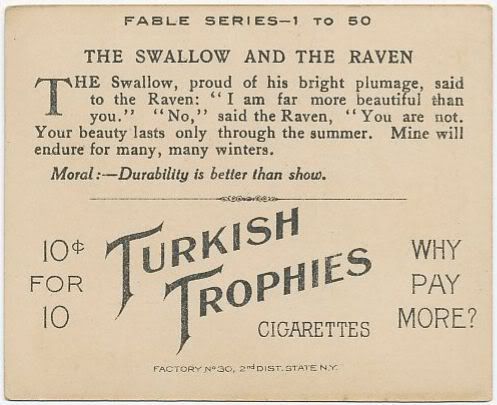 FABLE SERIES—1 TO 50
THE SWALLOW AND THE RAVEN
THE Swallow, proud of his bright plumage, said
to the Raven: "I am far more beautiful than
you." "No," said the Raven, "You are not.
Your beauty lasts only through the summer. Mine will
endure for many, many winters.
Moral:—Durability is better than show.
10¢
FOR
10
TURKISH
TROPHIES
CIGARETTES
WHY
PAY
MORE?
FACTORY Nº 30, 2nd DIST. STATE N.Y.